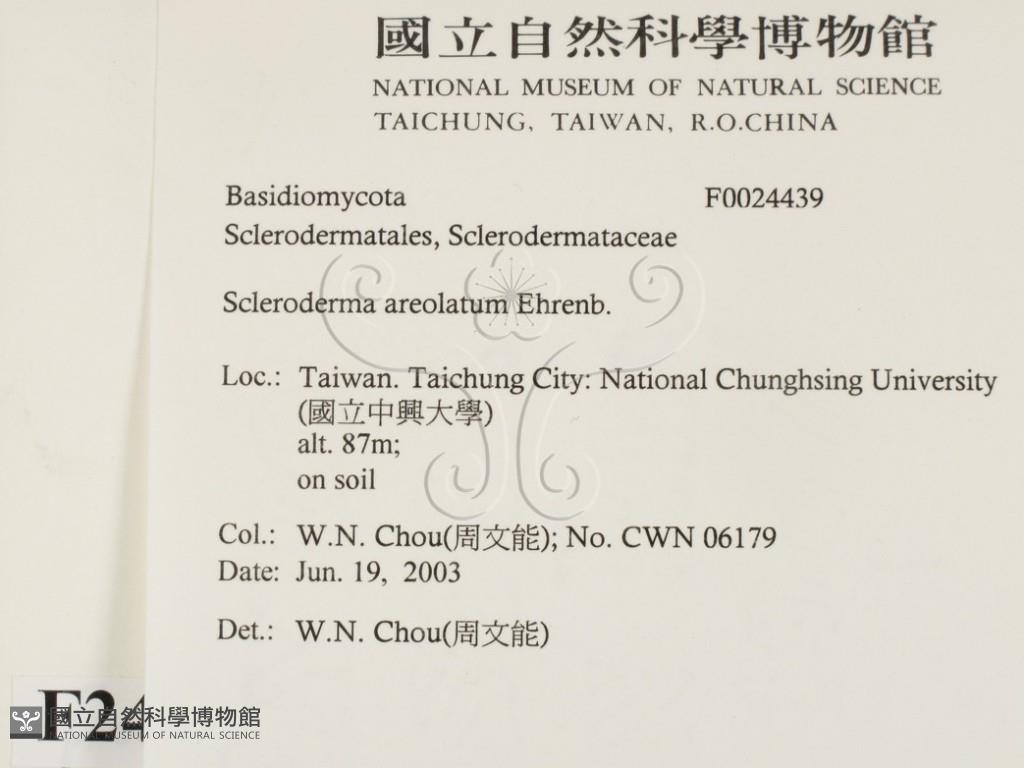 國立自然科學博物館
NATIONAL MUSEUM OF NATURAL SCIENCE
TAICHUNG, TAIWAN, R.O.CHINA
Basidiomycota F0024439
Sclerodermatales, Sclerodermataceae
Scleroderma areolatum Ehrenb.
Loc.: Taiwan. Taichung City: National Chunghsing University
(國立中興大學)
alt. 87m;
on soil
Col.: W.N. Chou(周文能); No. CWN 06179
Date: Jun. 19, 2003
Det.: W.N. Chou(周文能)
F24
國立自然科學博物館
NATIONAL MUSEUM OF NATURAL SCIENCE